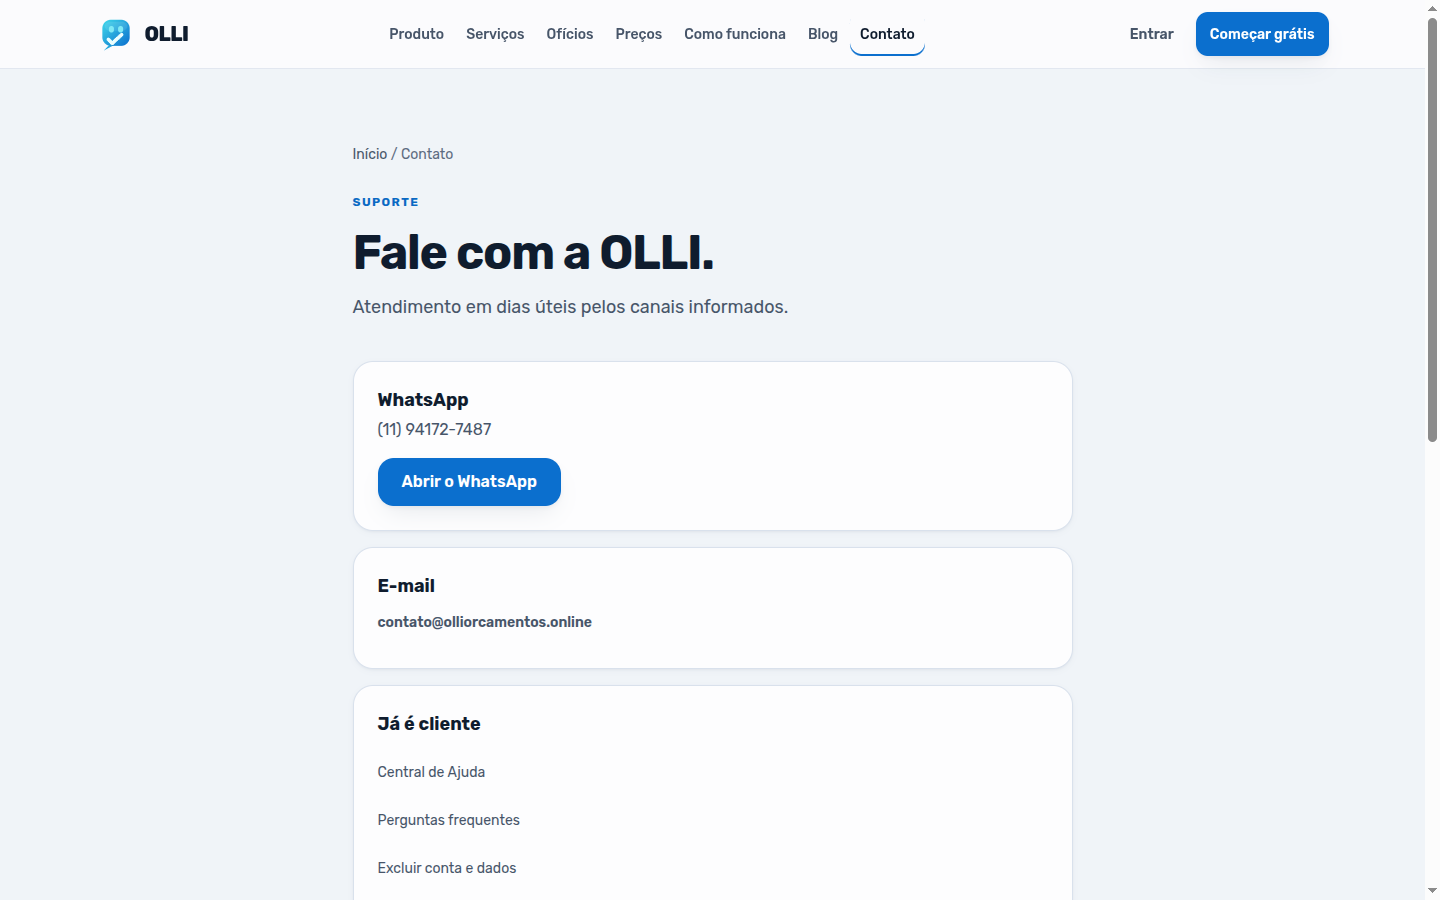 OLLI
Produto
Serviços
Ofícios
Preços
Como funciona
Blog
Contato
Entrar
Começar grátis
Início / Contato
SUPORTE
Fale com a OLLI.
Atendimento em dias úteis pelos canais informados.
WhatsApp
(11) 94172-7487
Abrir o WhatsApp
E-mail
contato@olliorcamentos.online
Já é cliente
Central de Ajuda
Perguntas frequentes
Excluir conta e dados